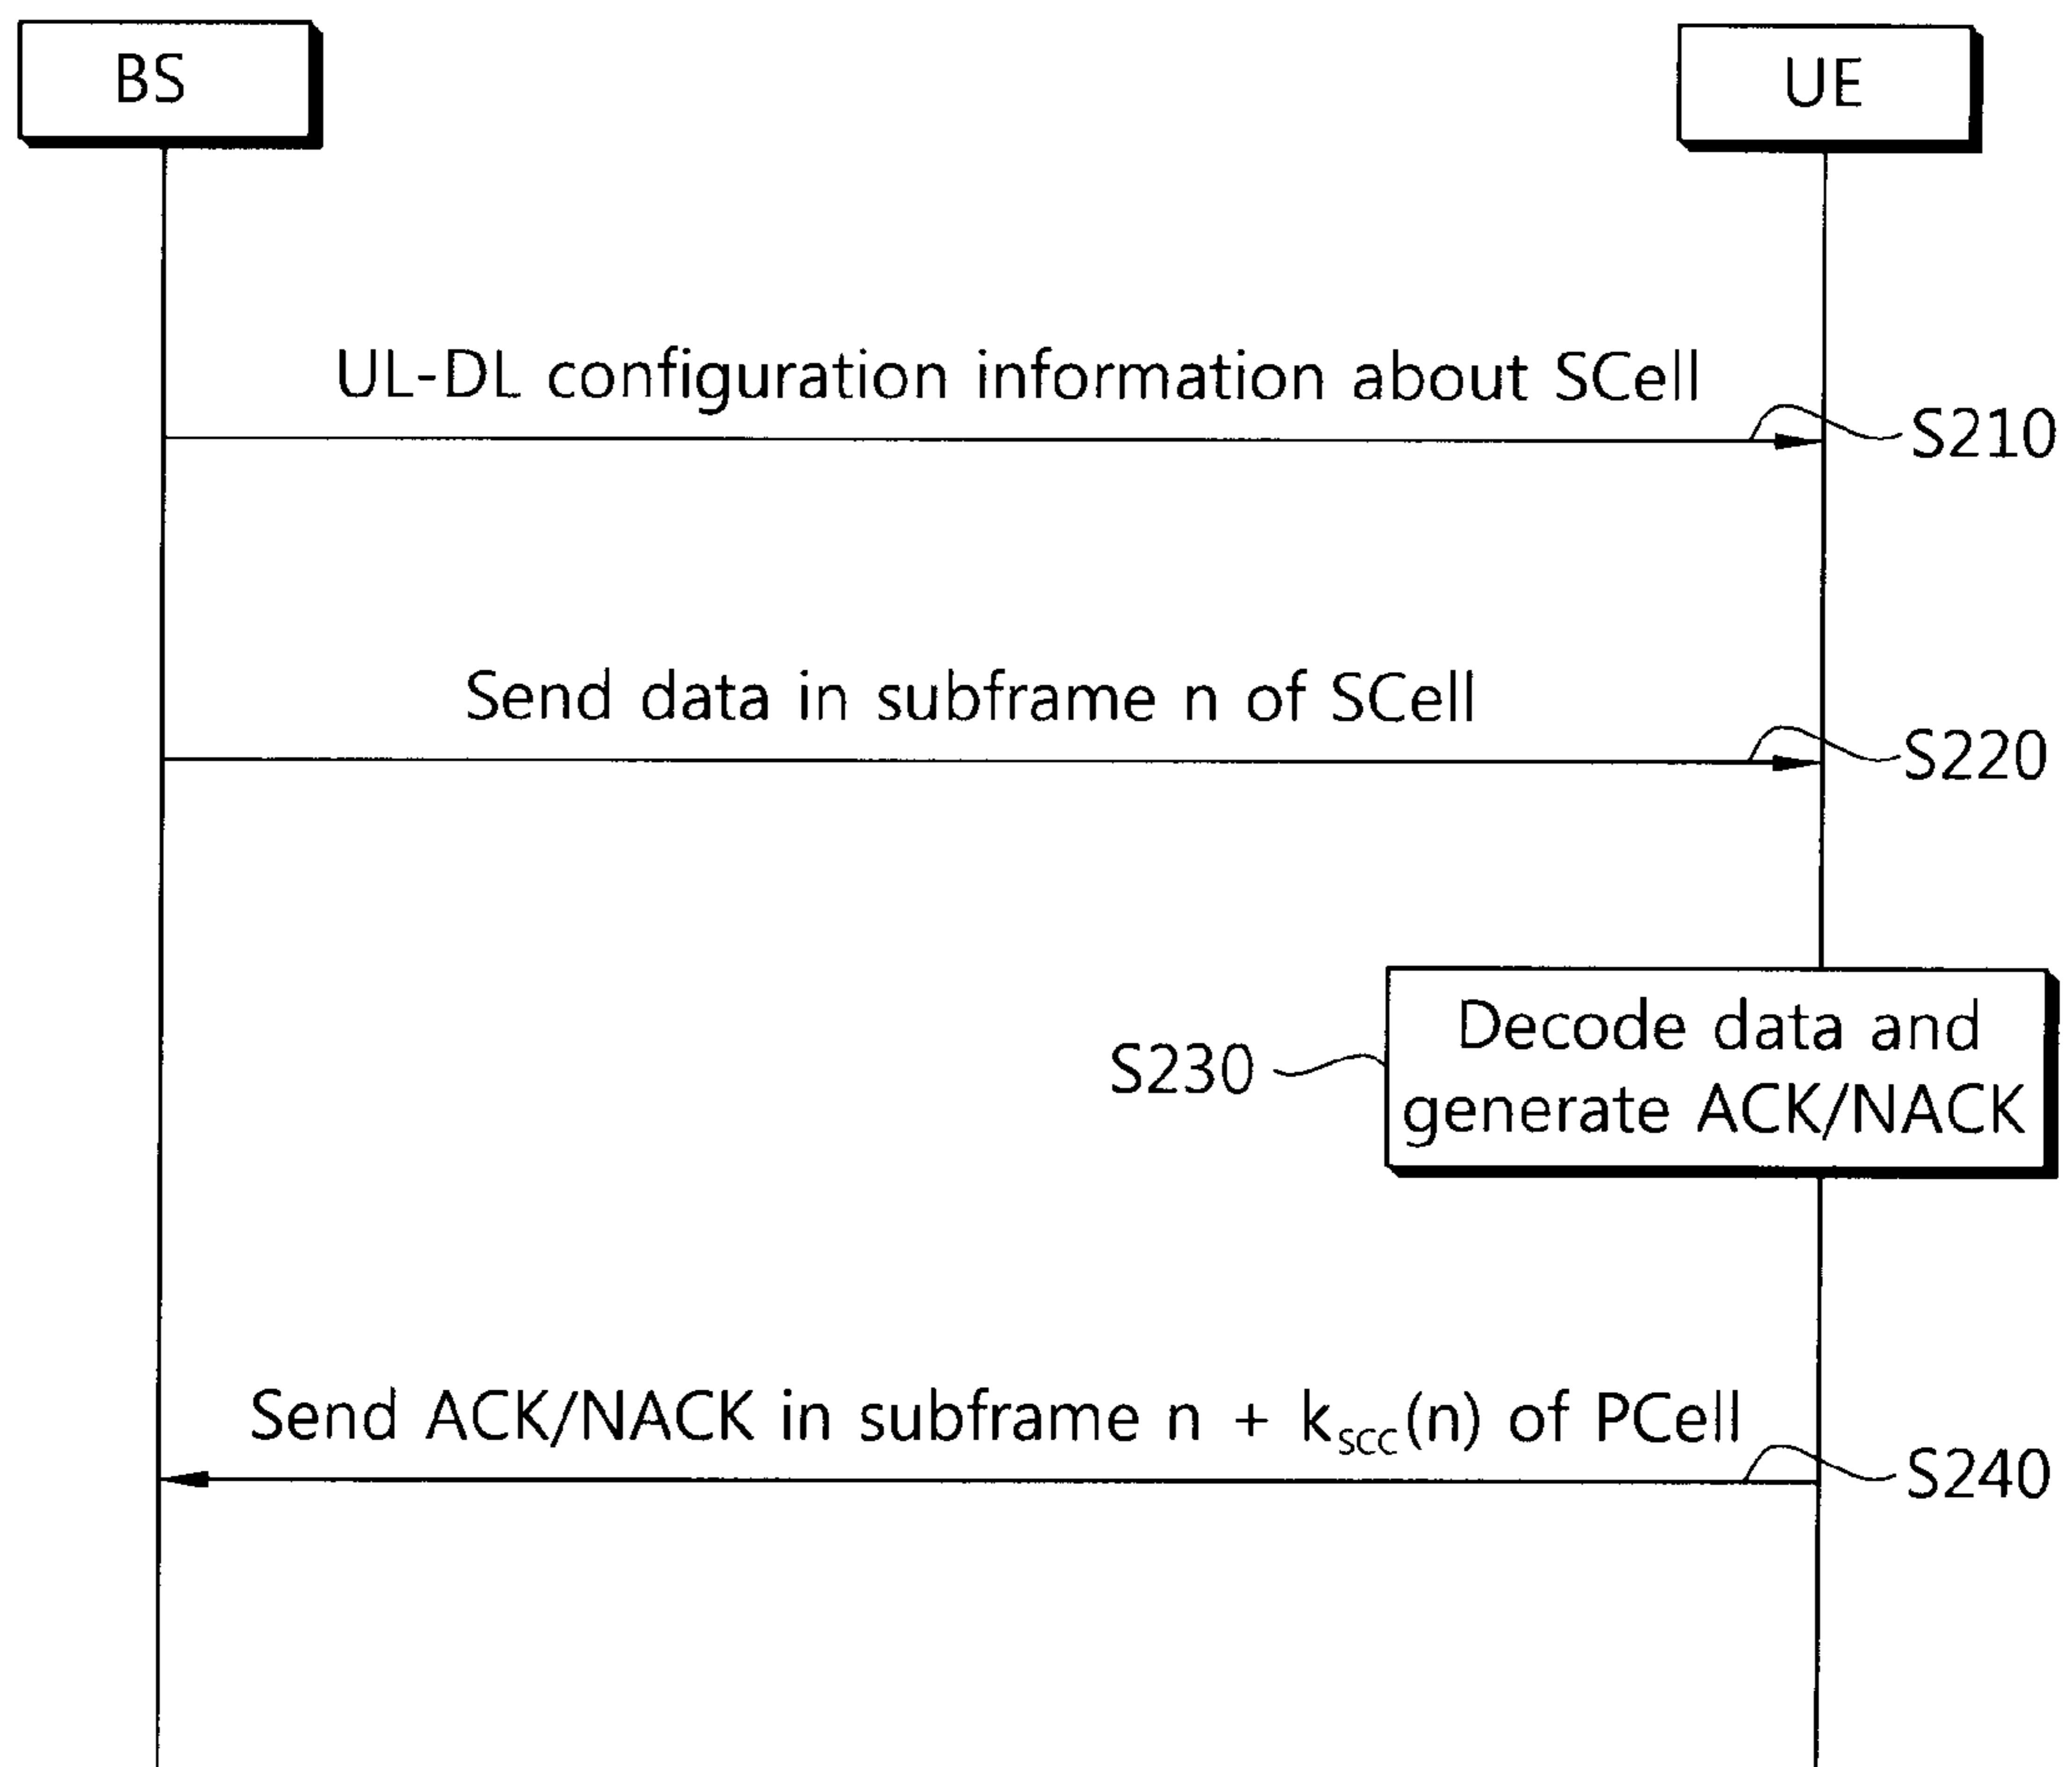 BS
UE
UL-DL configuration information about SCell
S210
Send data in subframe n of SCell
S220
Decode data and
generate ACK/NACK
S230
Send ACK/NACK in subframe n + kSCC(n) of PCell
S240